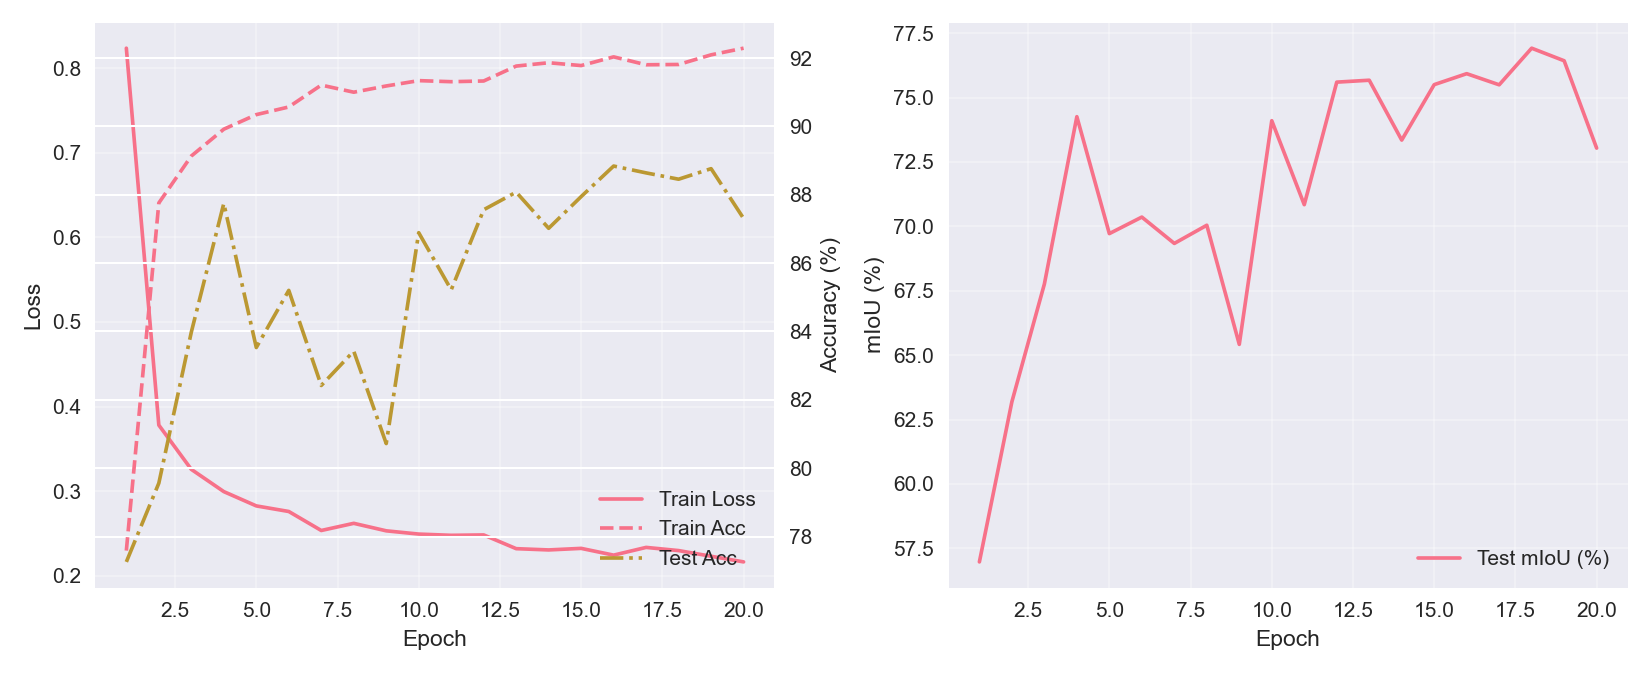 0.8
0.7
0.6
0.5
0.4
0.3
0.2
Loss
92
90
88
86
84
82
80
78
Accuracy (%)
Train Loss
Train Acc
Test Acc
2.5 5.0 7.5 10.0 12.5 15.0 17.5 20.0
Epoch
77.5
75.0
72.5
70.0
67.5
65.0
62.5
60.0
57.5
mIoU (%)
Test mIoU (%)
2.5 5.0 7.5 10.0 12.5 15.0 17.5 20.0
Epoch